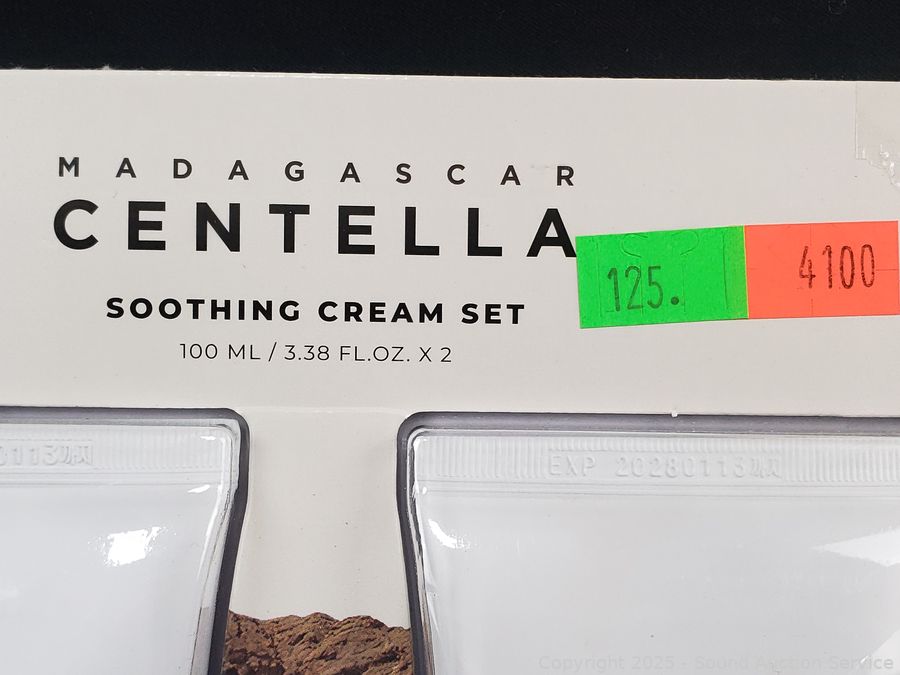 MADAGASCAR
CENTELLA
125.
4100
SOOTHING CREAM SET
100 ML / 3.38 FL.OZ. X 2
EXP 20280113
Copyright 2025 - Sound Auction Service